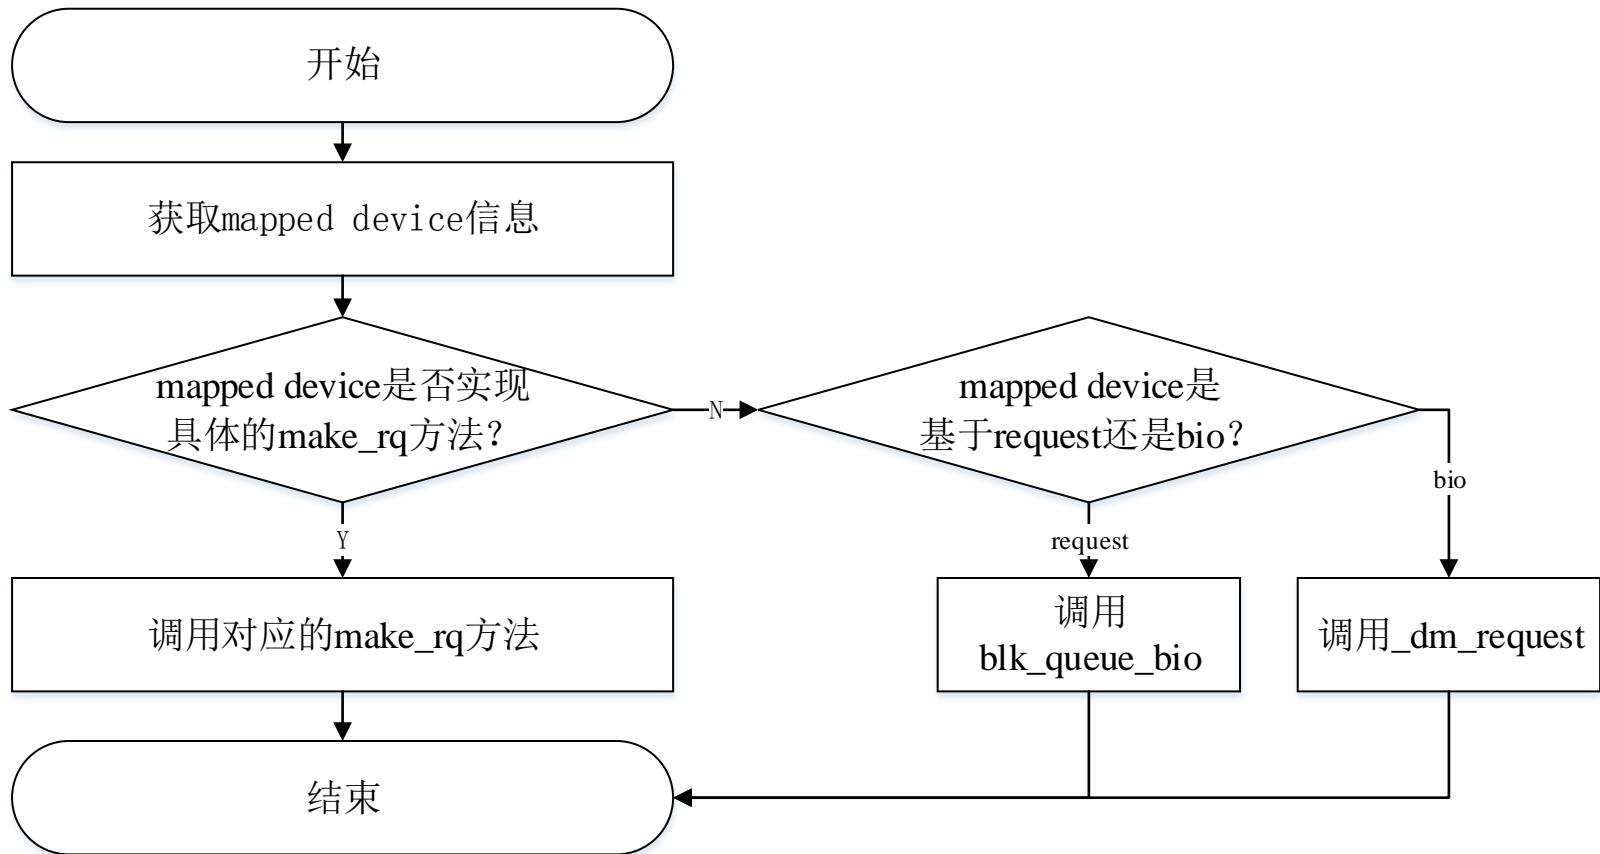 开始
获取mapped device信息
mapped device是否实现
具体的make_rq方法？
N
mapped device是
基于request还是bio？
bio
Y
request
调用对应的make_rq方法
调用
blk_queue_bio
调用_dm_request
结束